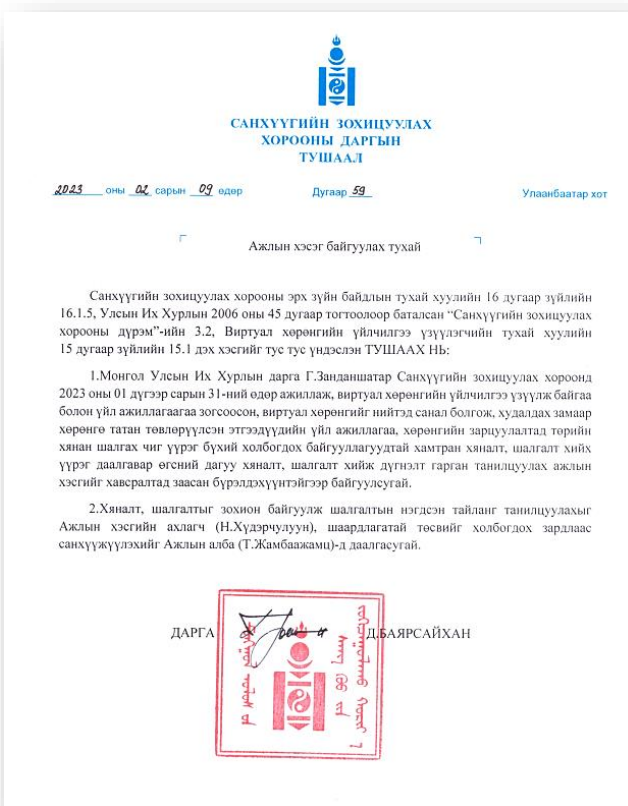 САНХҮҮГИЙН ЗОХИЦУУЛАХ
ХОРООНЫ ДАРГЫН
ТУШААЛ
2023 оны 02 сарын 09 өдөр Дугаар 59 Улаанбаатар хот
Ажлын хэсэг байгуулах тухай
Санхүүгийн зохицуулах хорооны эрх зүйн байдлын тухай хуулийн 16 дугаар зүйлийн
16.1.5, Улсын Их Хурлын 2006 оны 45 дугаар тогтоолоор баталсан “Санхүүгийн зохицуулах
хорооны дүрэм”-ийн 3.2, Виртуал хөрөнгийн үйлчилгээ үзүүлэгчийн тухай хуулийн
15 дугаар зүйлийн 15.1 дэх хэсгийг тус тус үндэслэн ТУШААХ НЬ:
1.Монгол Улсын Их Хурлын дарга Г.Занданшатар Санхүүгийн зохицуулах хороонд
2023 оны 01 дүгээр сарын 31-ний өдөр ажиллаж, виртуал хөрөнгийн үйлчилгээ үзүүлж байгаа
болон үйл ажиллагаагаа зогсоосон, виртуал хөрөнгийг нийтэд санал болгож, худалдах замаар
хөрөнгө татан төвлөрүүлсэн этгээдүүдийн үйл ажиллагаа, хөрөнгийн зарцуулалтад төрийн
хянан шалгах чиг үүрэг бүхий холбогдох байгууллагуудтай хамтран хяналт, шалгалт хийх
үүрэг даалгавар өгсний дагуу хяналт, шалгалт хийж дүгнэлт гарган танилцуулах ажлын
хэсгийг хавсралтад заасан бүрэлдэхүүнтэйгээр байгуулсугай.
2.Хяналт, шалгалтыг зохион байгуулж шалгалтын нэгдсэн тайланг танилцуулахыг
Ажлын хэсгийн ахлагч (Н.Хүдэрчулуун), шаардлагатай төсвийг холбогдох зардлаас
санхүүжүүлэхийг Ажлын алба (Т.Жамбаажамц)-д даалгасугай.
ДАРГА Д.БАЯРСАЙХАН